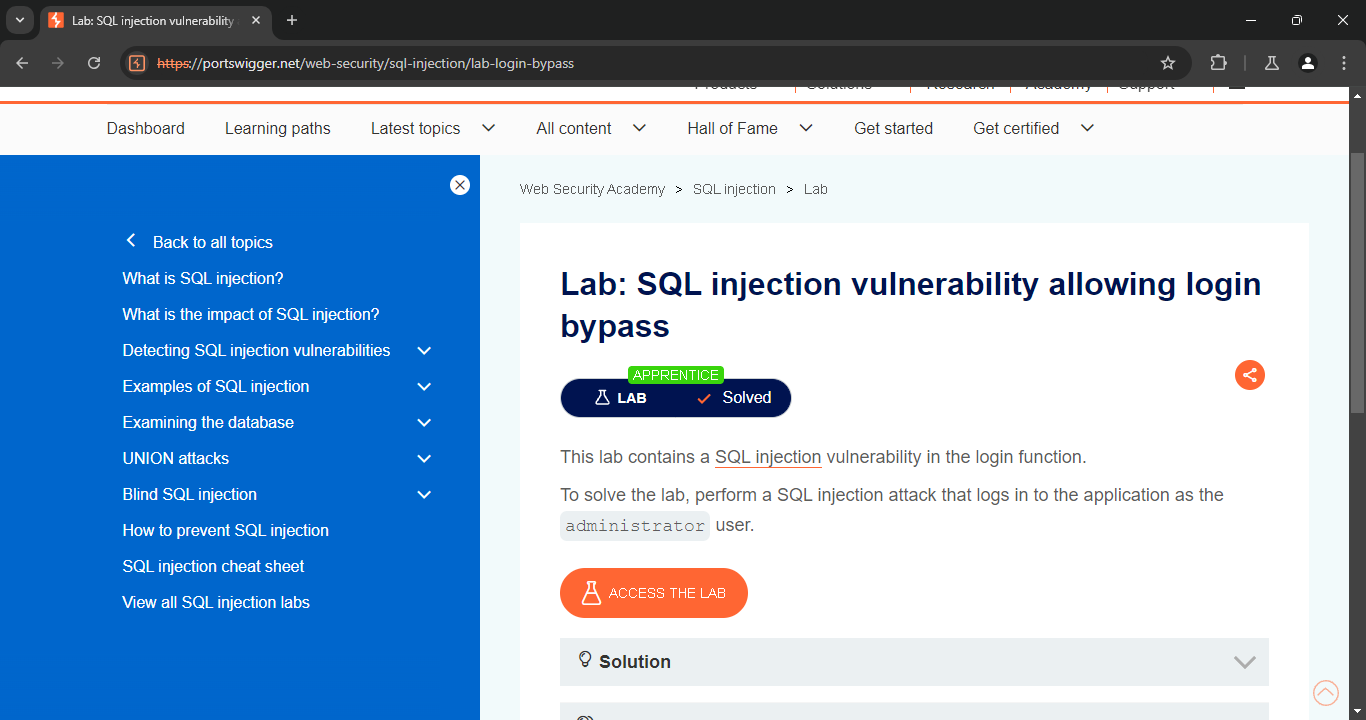 Lab: SQL injection vulnerability
https://portswigger.net/web-security/sql-injection/lab-login-bypass
Products Solutions Research Academy Support
Dashboard Learning paths Latest topics All content Hall of Fame Get started Get certified
Back to all topics
What is SQL injection?
What is the impact of SQL injection?
Detecting SQL injection vulnerabilities
Examples of SQL injection
Examining the database
UNION attacks
Blind SQL injection
How to prevent SQL injection
SQL injection cheat sheet
View all SQL injection labs
Web Security Academy > SQL injection > Lab
Lab: SQL injection vulnerability allowing login
bypass
APPRENTICE
LAB Solved
This lab contains a SQL injection vulnerability in the login function.
To solve the lab, perform a SQL injection attack that logs in to the application as the
administrator user.
ACCESS THE LAB
Solution